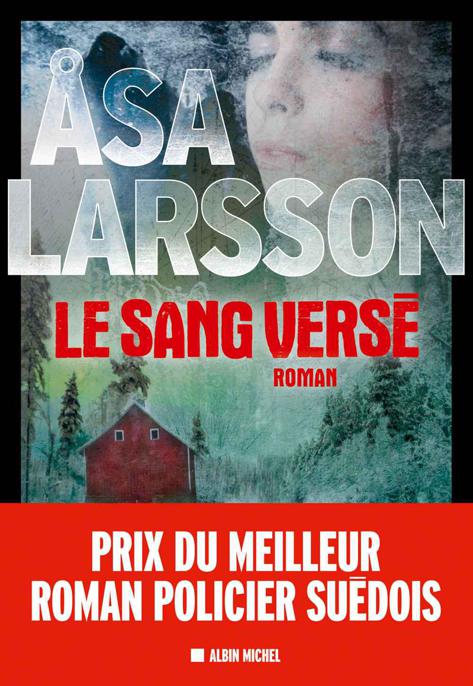 ÅSA
LARSSON
LE SANG VERSÉ
ROMAN
PRIX DU MEILLEUR
ROMAN POLICIER SUÉDOIS
ALBIN MICHEL